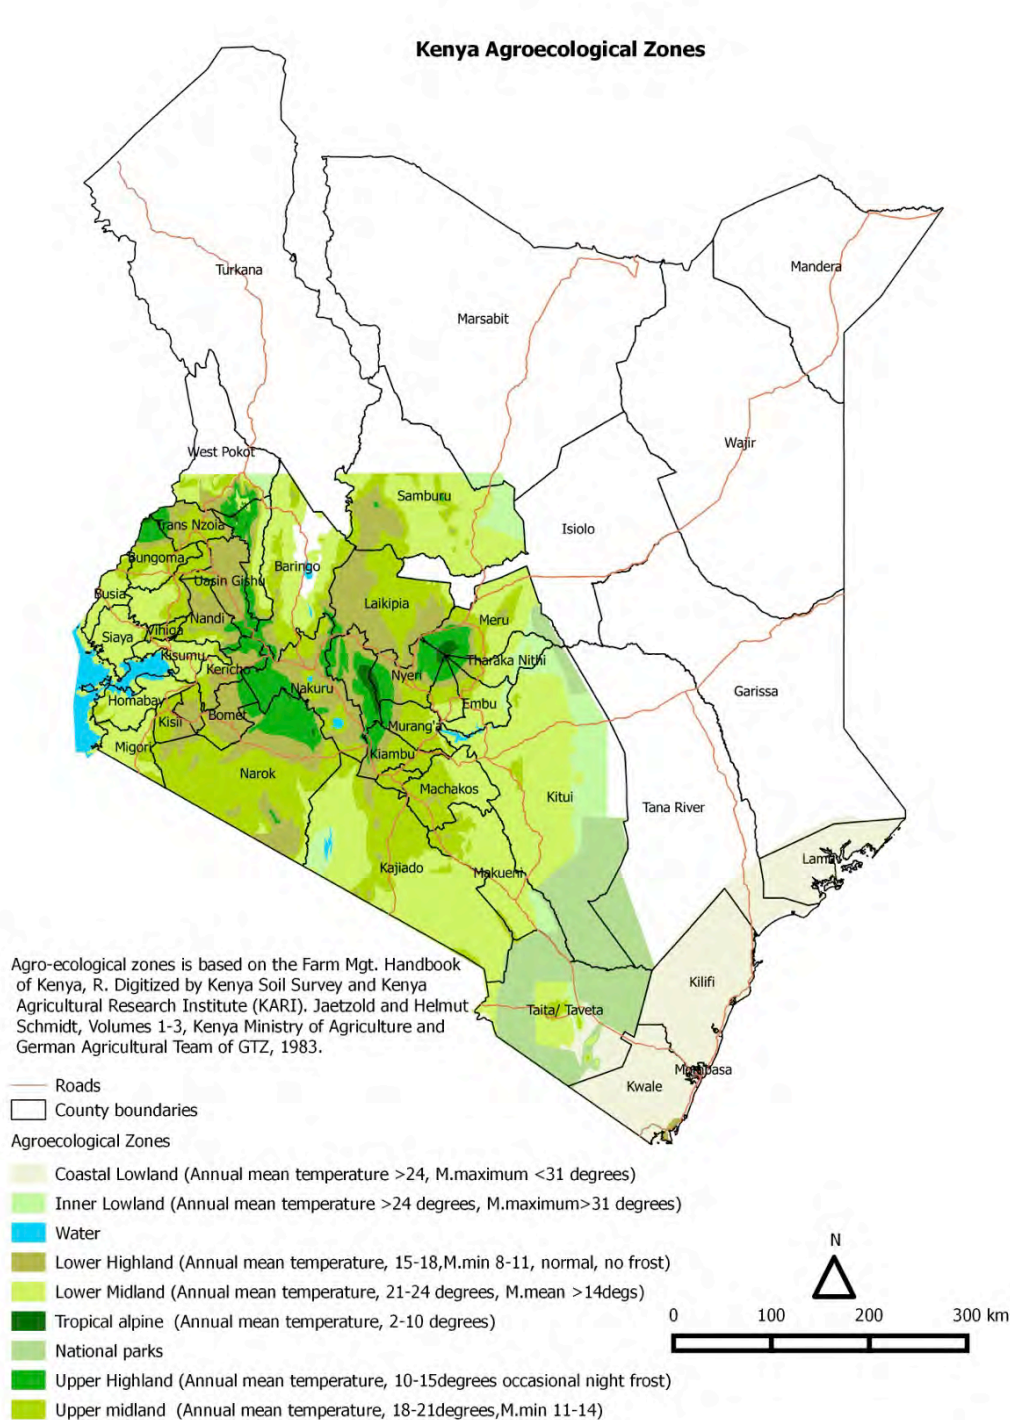 Kenya Agroecological Zones
Turkana
Mandera
Marsabit
Wajir
West Pokot
Samburu
Isiolo
Trans Nzoia
Bungoma
Baringo
Uasin Gishu
Busia
Laikipia
Nandi
Meru
Siaya
Vihiga
Kisumu
Tharaka Nithi
Kericho
Nyeri
Nakuru
Garissa
Homabay
Embu
Kisii
Bomet
Murang'a
Migori
Kiambu
Narok
Machakos
Kitui
Tana River
Kajiado
Makueni
Lamu
Kilifi
Taita/ Taveta
Mombasa
Kwale
Agro-ecological zones is based on the Farm Mgt. Handbook
of Kenya, R. Digitized by Kenya Soil Survey and Kenya
Agricultural Research Institute (KARI). Jaetzold and Helmut
Schmidt, Volumes 1-3, Kenya Ministry of Agriculture and
German Agricultural Team of GTZ, 1983.
Roads
County boundaries
Agroecological Zones
Coastal Lowland (Annual mean temperature >24, M.maximum <31 degrees)
Inner Lowland (Annual mean temperature >24 degrees, M.maximum>31 degrees)
Water
Lower Highland (Annual mean temperature, 15-18,M.min 8-11, normal, no frost)
Lower Midland (Annual mean temperature, 21-24 degrees, M.mean >14degs)
Tropical alpine (Annual mean temperature, 2-10 degrees)
National parks
Upper Highland (Annual mean temperature, 10-15degrees occasional night frost)
Upper midland (Annual mean temperature, 18-21degrees,M.min 11-14)
N
0 100 200 300 km